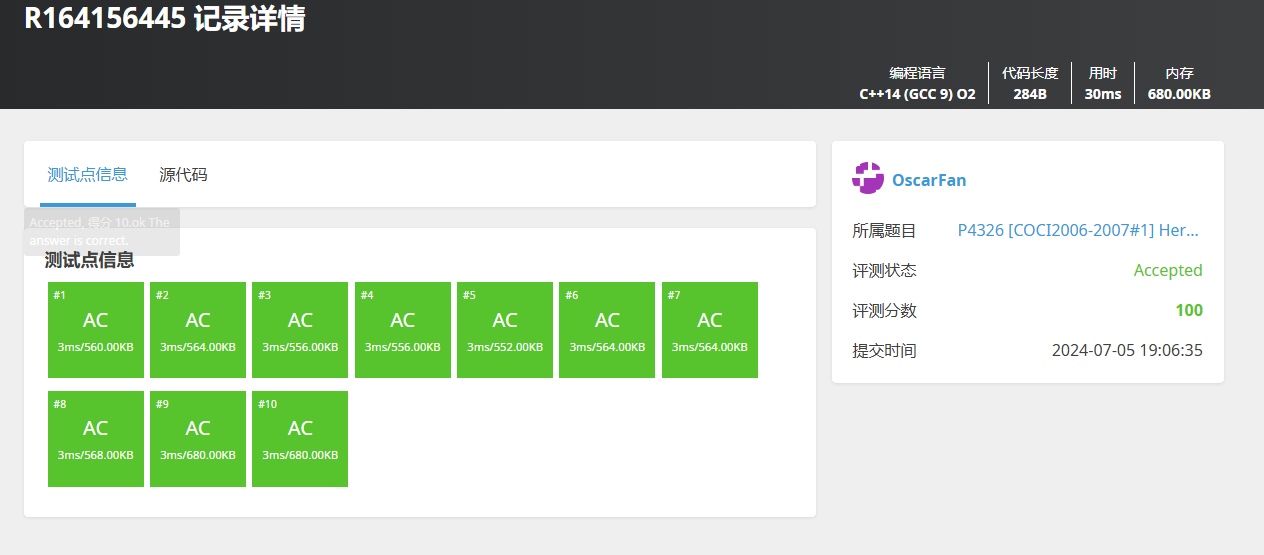 R164156445 记录详情
编程语言 代码长度 用时 内存
C++14 (GCC 9) O2 284B 30ms 680.00KB
测试点信息 源代码
Accepted, 得分 10.ok The
answer is correct.
测试点信息
#1 #2 #3 #4 #5 #6 #7
AC AC AC AC AC AC AC
3ms/560.00KB 3ms/564.00KB 3ms/556.00KB 3ms/556.00KB 3ms/552.00KB 3ms/564.00KB 3ms/564.00KB
#8 #9 #10
AC AC AC
3ms/568.00KB 3ms/680.00KB 3ms/680.00KB
OscarFan
所属题目 P4326 [COCI2006-2007#1] Her...
评测状态 Accepted
评测分数 100
提交时间 2024-07-05 19:06:35